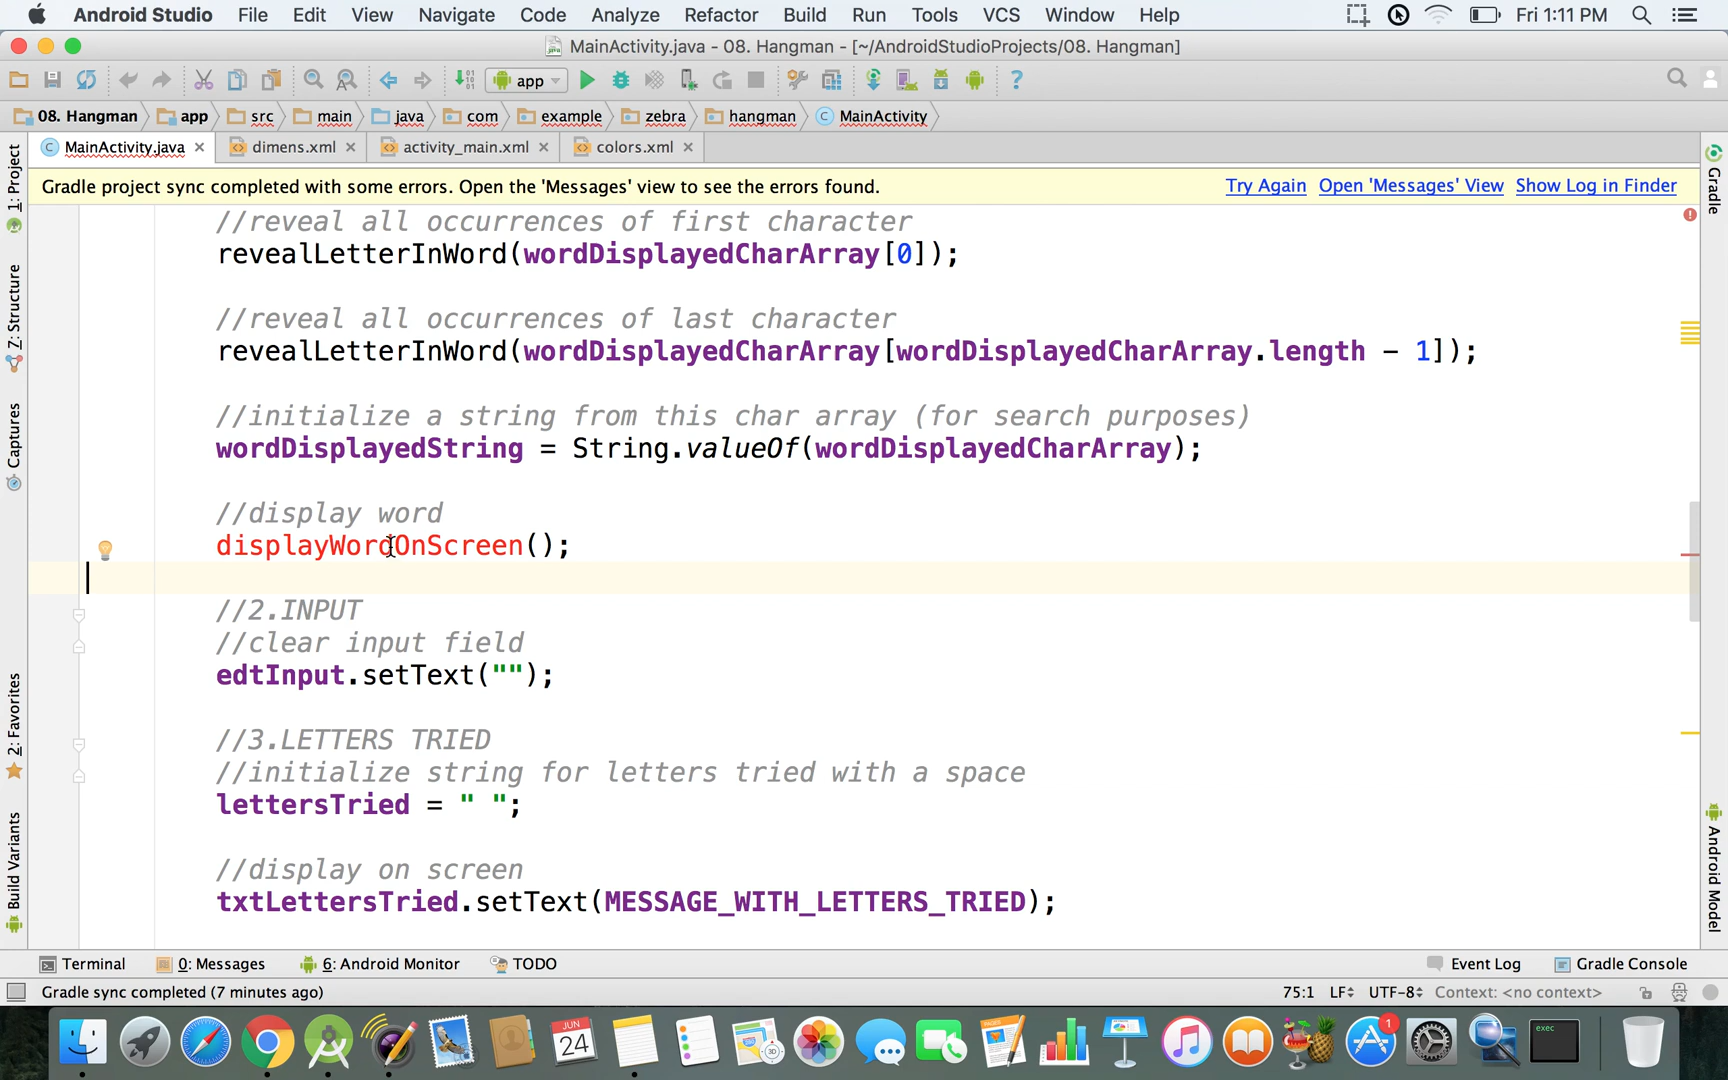 Android Studio File Edit View Navigate Code Analyze Refactor Build Run Tools VCS Window Help Fri 1:11 PM
MainActivity.java - 08. Hangman - [~/AndroidStudioProjects/08. Hangman]
app
08. Hangman app src main java com example zebra hangman MainActivity
MainActivity.java dimens.xml activity_main.xml colors.xml
Gradle project sync completed with some errors. Open the 'Messages' view to see the errors found. Try Again Open 'Messages' View Show Log in Finder
1: Project
Z: Structure
Captures
2: Favorites
Build Variants
Gradle
Android Model
//reveal all occurrences of first character
revealLetterInWord(wordDisplayedCharArray[0]);
//reveal all occurrences of last character
revealLetterInWord(wordDisplayedCharArray[wordDisplayedCharArray.length - 1]);
//initialize a string from this char array (for search purposes)
wordDisplayedString = String.valueOf(wordDisplayedCharArray);
//display word
displayWordOnScreen();
//2.INPUT
//clear input field
edtInput.setText("");
//3.LETTERS TRIED
//initialize string for letters tried with a space
lettersTried = " ";
//display on screen
txtLettersTried.setText(MESSAGE_WITH_LETTERS_TRIED);
Terminal 0: Messages 6: Android Monitor TODO Event Log Gradle Console
Gradle sync completed (7 minutes ago) 75:1 LF UTF-8 Context: <no context>
JUN
24
3D
1
exec